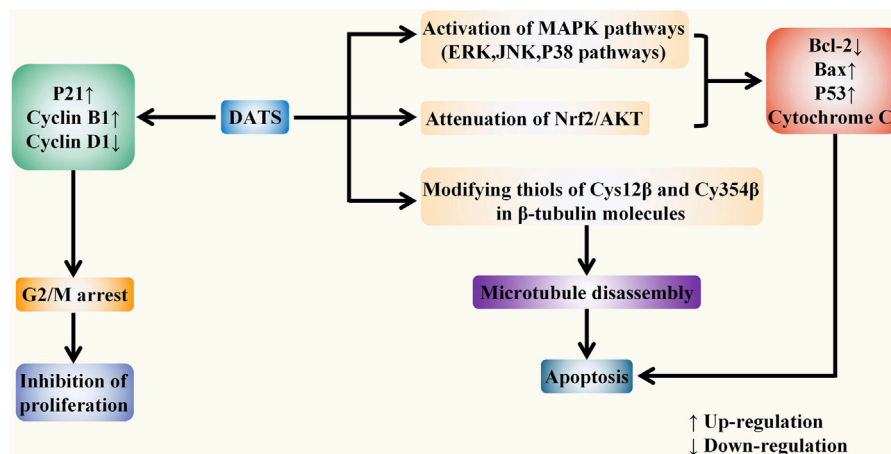 P21↑
Cyclin B1↑
Cyclin D1↓
G2/M arrest
Inhibition of
proliferation
DATS
Activation of MAPK pathways
(ERK,JNK,P38 pathways)
Attenuation of Nrf2/AKT
Modifying thiols of Cys12β and Cy354β
in β-tubulin molecules
Microtubule disassembly
Apoptosis
Bcl-2↓
Bax↑
P53↑
Cytochrome C
↑ Up-regulation
↓ Down-regulation